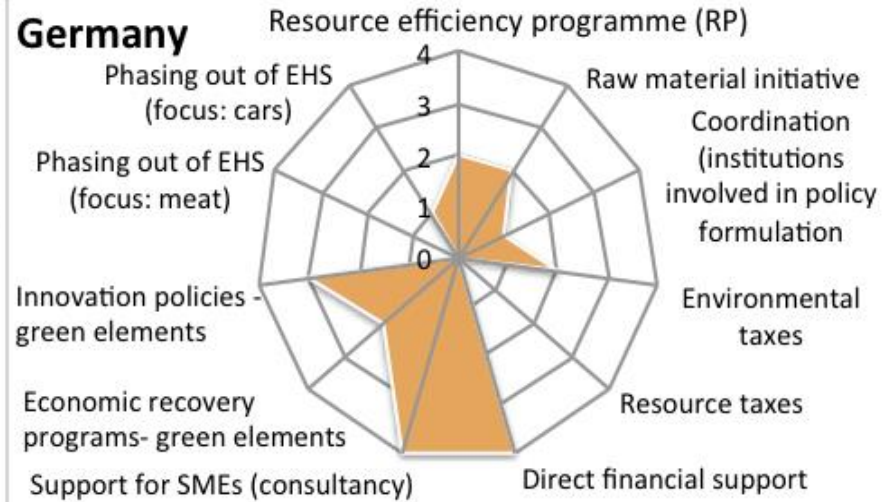 Germany
Resource efficiency programme (RP)
Phasing out of EHS
(focus: cars)
Raw material initiative
Coordination
(institutions
involved in policy
formulation
Phasing out of EHS
(focus: meat)
4
3
2
1
0
Innovation policies -
green elements
Environmental
taxes
Economic recovery
programs- green elements
Resource taxes
Support for SMEs (consultancy)
Direct financial support